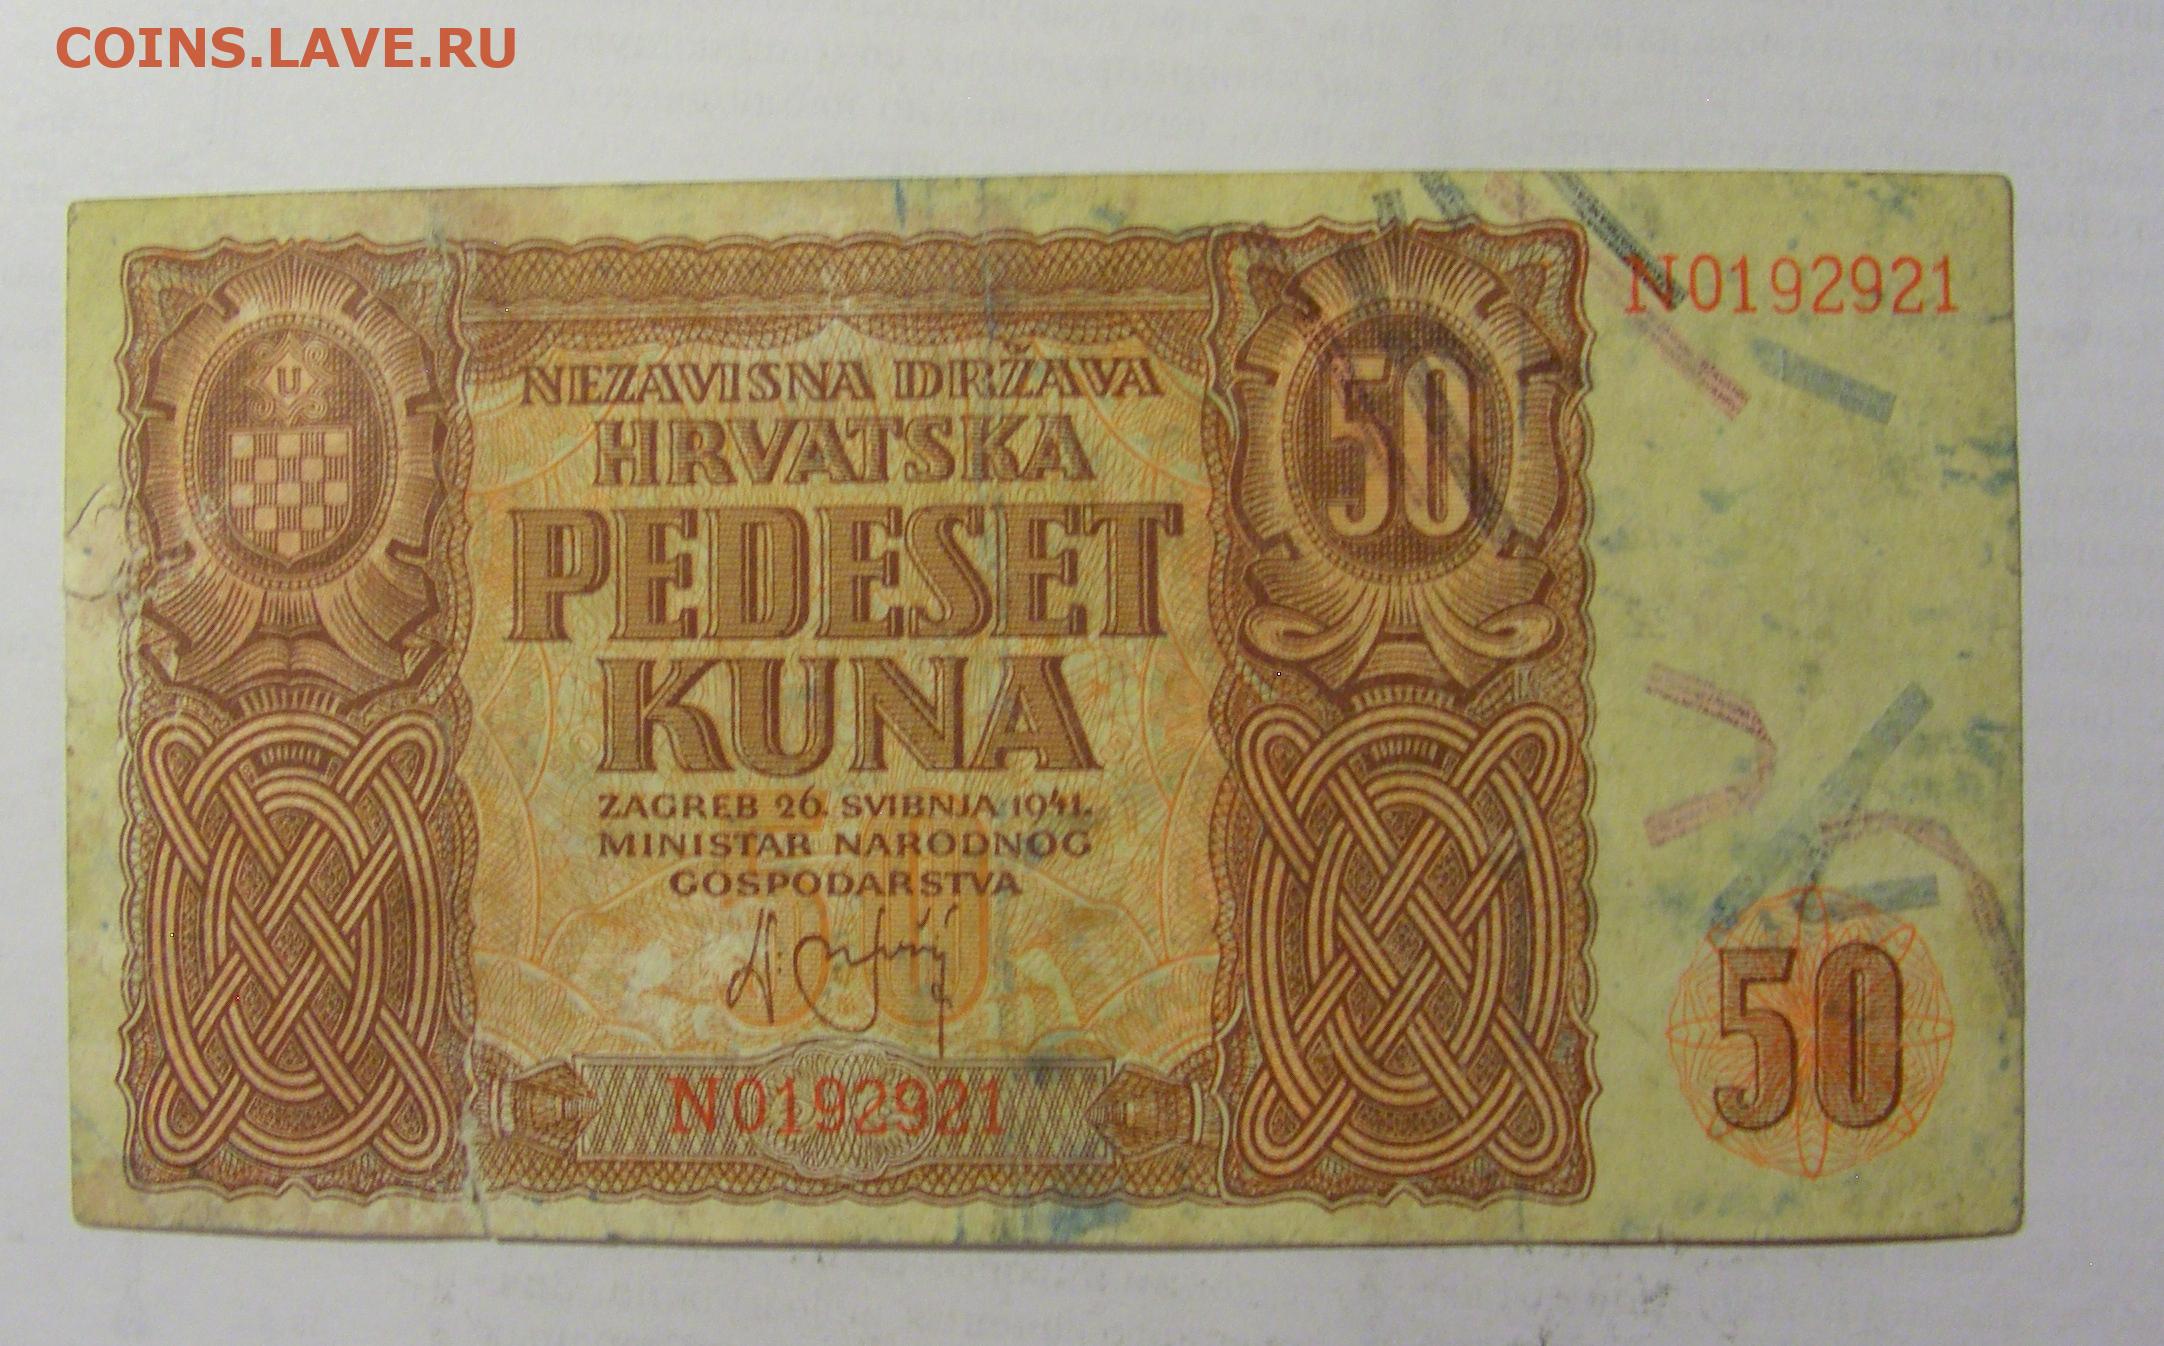 COINS.LAVE.RU
N0192921
U
NEZAVISNA DRŽAVA
HRVATSKA
50
PEDESET
KUNA
ZAGREB 26. SVIBNJA 1941.
MINISTAR NARODNOG
GOSPODARSTVA
50
50
N0192921